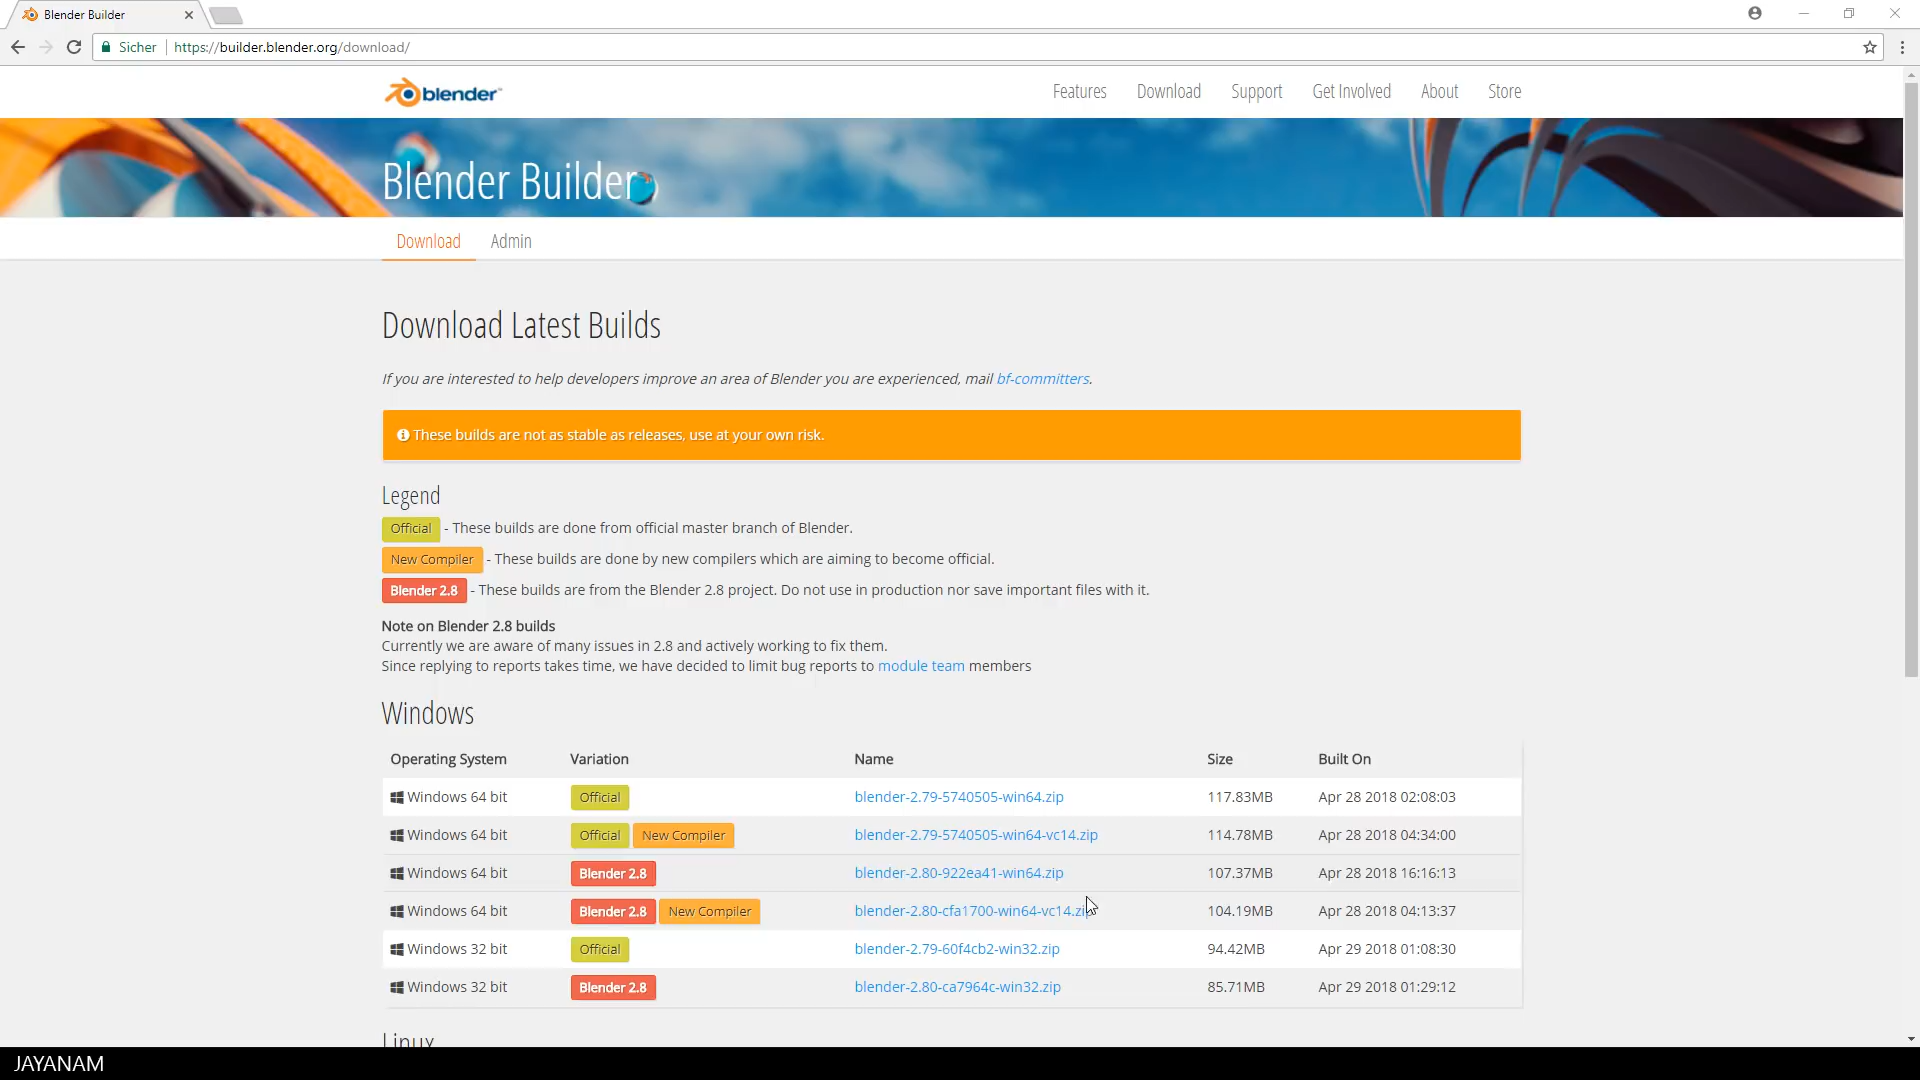 Blender Builder
Sicher https://builder.blender.org/download/
blender™
Features Download Support Get Involved About Store
Blender Builder
Download Admin
Download Latest Builds
If you are interested to help developers improve an area of Blender you are experienced, mail bf-committers.
These builds are not as stable as releases, use at your own risk.
Legend
Official - These builds are done from official master branch of Blender.
New Compiler - These builds are done by new compilers which are aiming to become official.
Blender 2.8 - These builds are from the Blender 2.8 project. Do not use in production nor save important files with it.
Note on Blender 2.8 builds
Currently we are aware of many issues in 2.8 and actively working to fix them.
Since replying to reports takes time, we have decided to limit bug reports to module team members
Windows
Operating System Variation Name Size Built On
Windows 64 bit Official blender-2.79-5740505-win64.zip 117.83MB Apr 28 2018 02:08:03
Windows 64 bit Official New Compiler blender-2.79-5740505-win64-vc14.zip 114.78MB Apr 28 2018 04:34:00
Windows 64 bit Blender 2.8 blender-2.80-922ea41-win64.zip 107.37MB Apr 28 2018 16:16:13
Windows 64 bit Blender 2.8 New Compiler blender-2.80-cfa1700-win64-vc14.zip 104.19MB Apr 28 2018 04:13:37
Windows 32 bit Official blender-2.79-60f4cb2-win32.zip 94.42MB Apr 29 2018 01:08:30
Windows 32 bit Blender 2.8 blender-2.80-ca7964c-win32.zip 85.71MB Apr 29 2018 01:29:12
Linux
JAYANAM